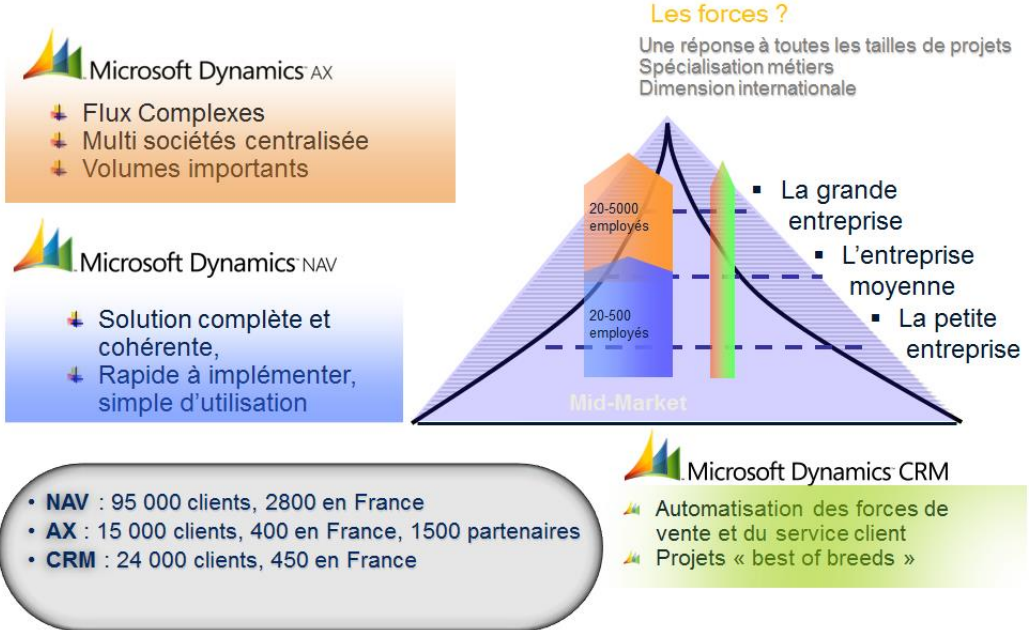 Les forces ?
Une réponse à toutes les tailles de projets
Spécialisation métiers
Dimension internationale
Microsoft Dynamics AX
Flux Complexes
Multi sociétés centralisée
Volumes importants
Microsoft Dynamics NAV
Solution complète et
cohérente,
Rapide à implémenter,
simple d'utilisation
20-5000
employés
20-500
employés
Mid-Market
▪ La grande
entreprise
▪ L'entreprise
moyenne
▪ La petite
entreprise
• NAV : 95 000 clients, 2800 en France
• AX : 15 000 clients, 400 en France, 1500 partenaires
• CRM : 24 000 clients, 450 en France
Microsoft Dynamics CRM
Automatisation des forces de
vente et du service client
Projets « best of breeds »